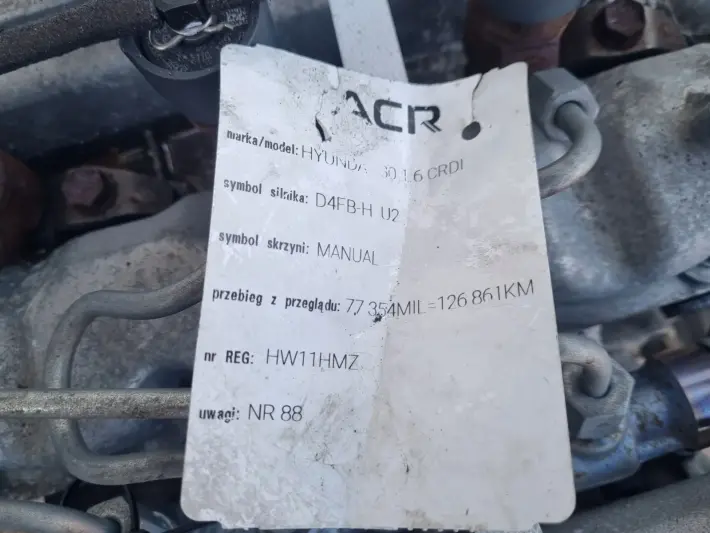 ACR
marka/model: HYUNDA 30 1.6 CRDI
symbol silnika: D4FB-H U2
symbol skrzyni: MANUAL
przebieg z przeglądu: 77 354MIL=126 861KM
nr REG: HW11HMZ
uwagi: NR 88